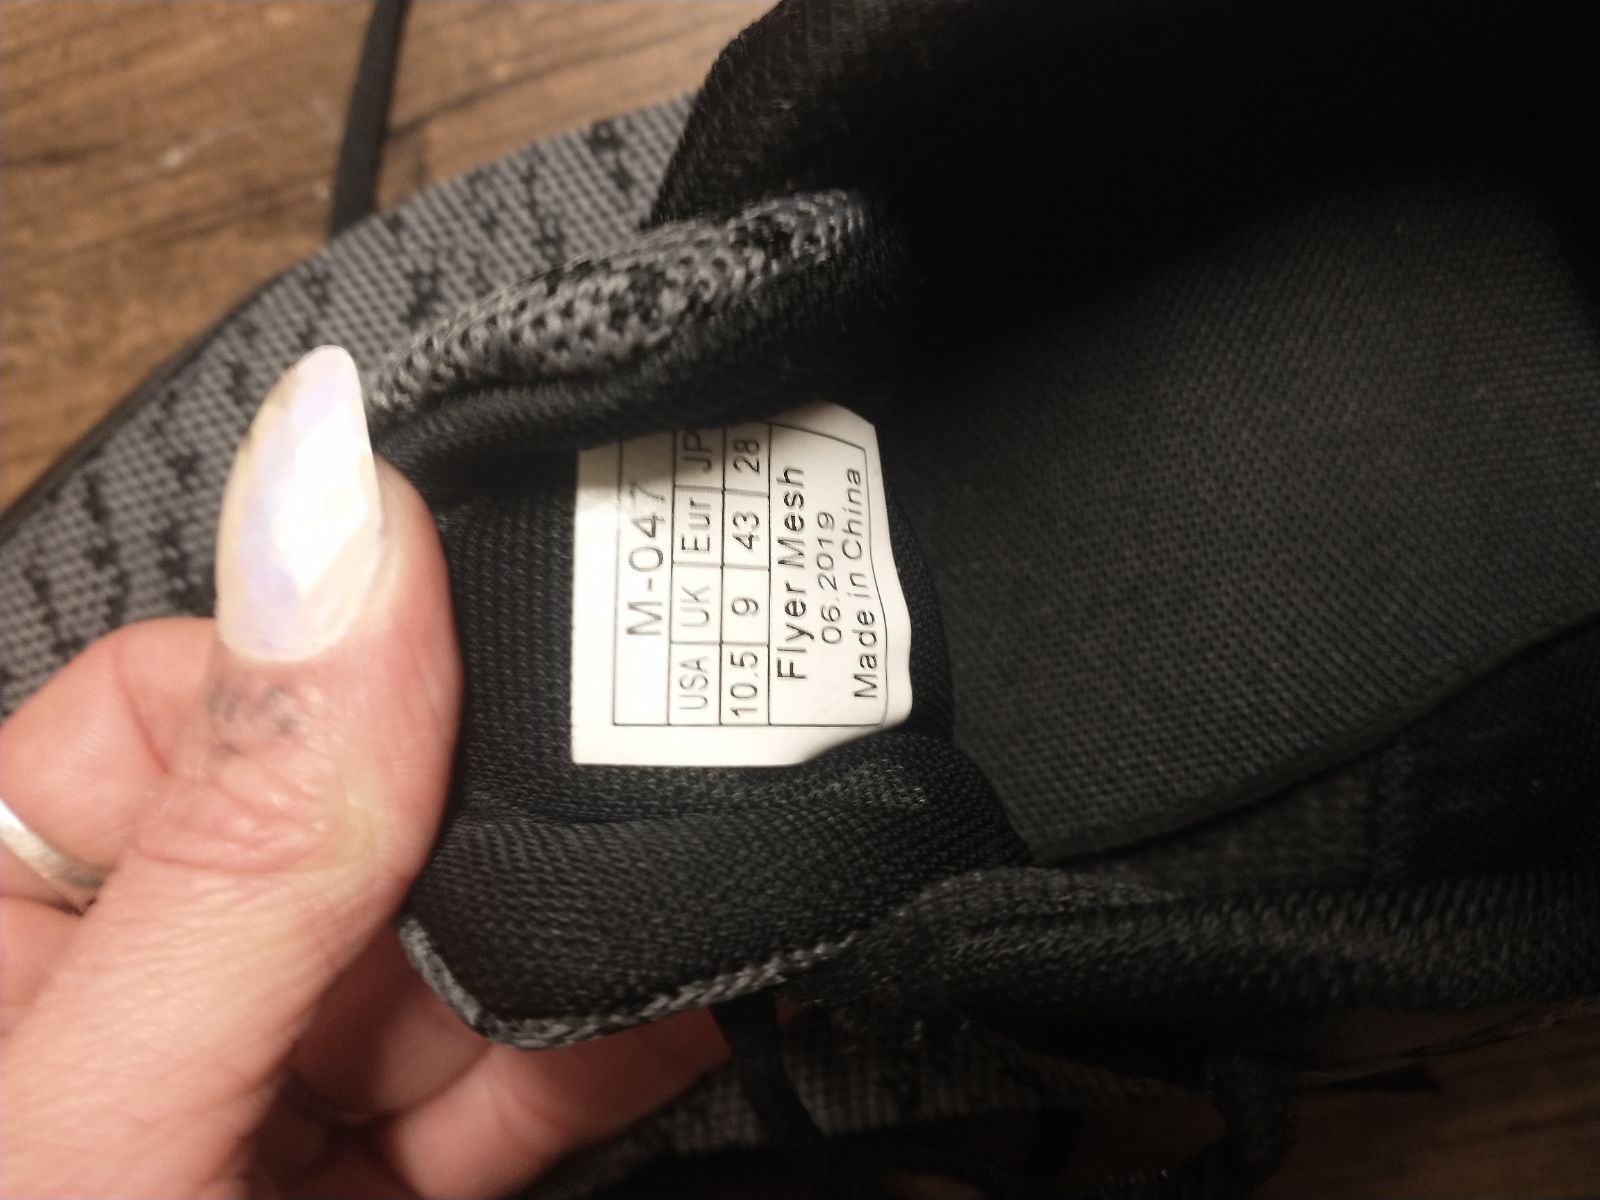 M-047
USA UK Eur JP
10.5 9 43 28
Flyer Mesh
06.2019
Made in China